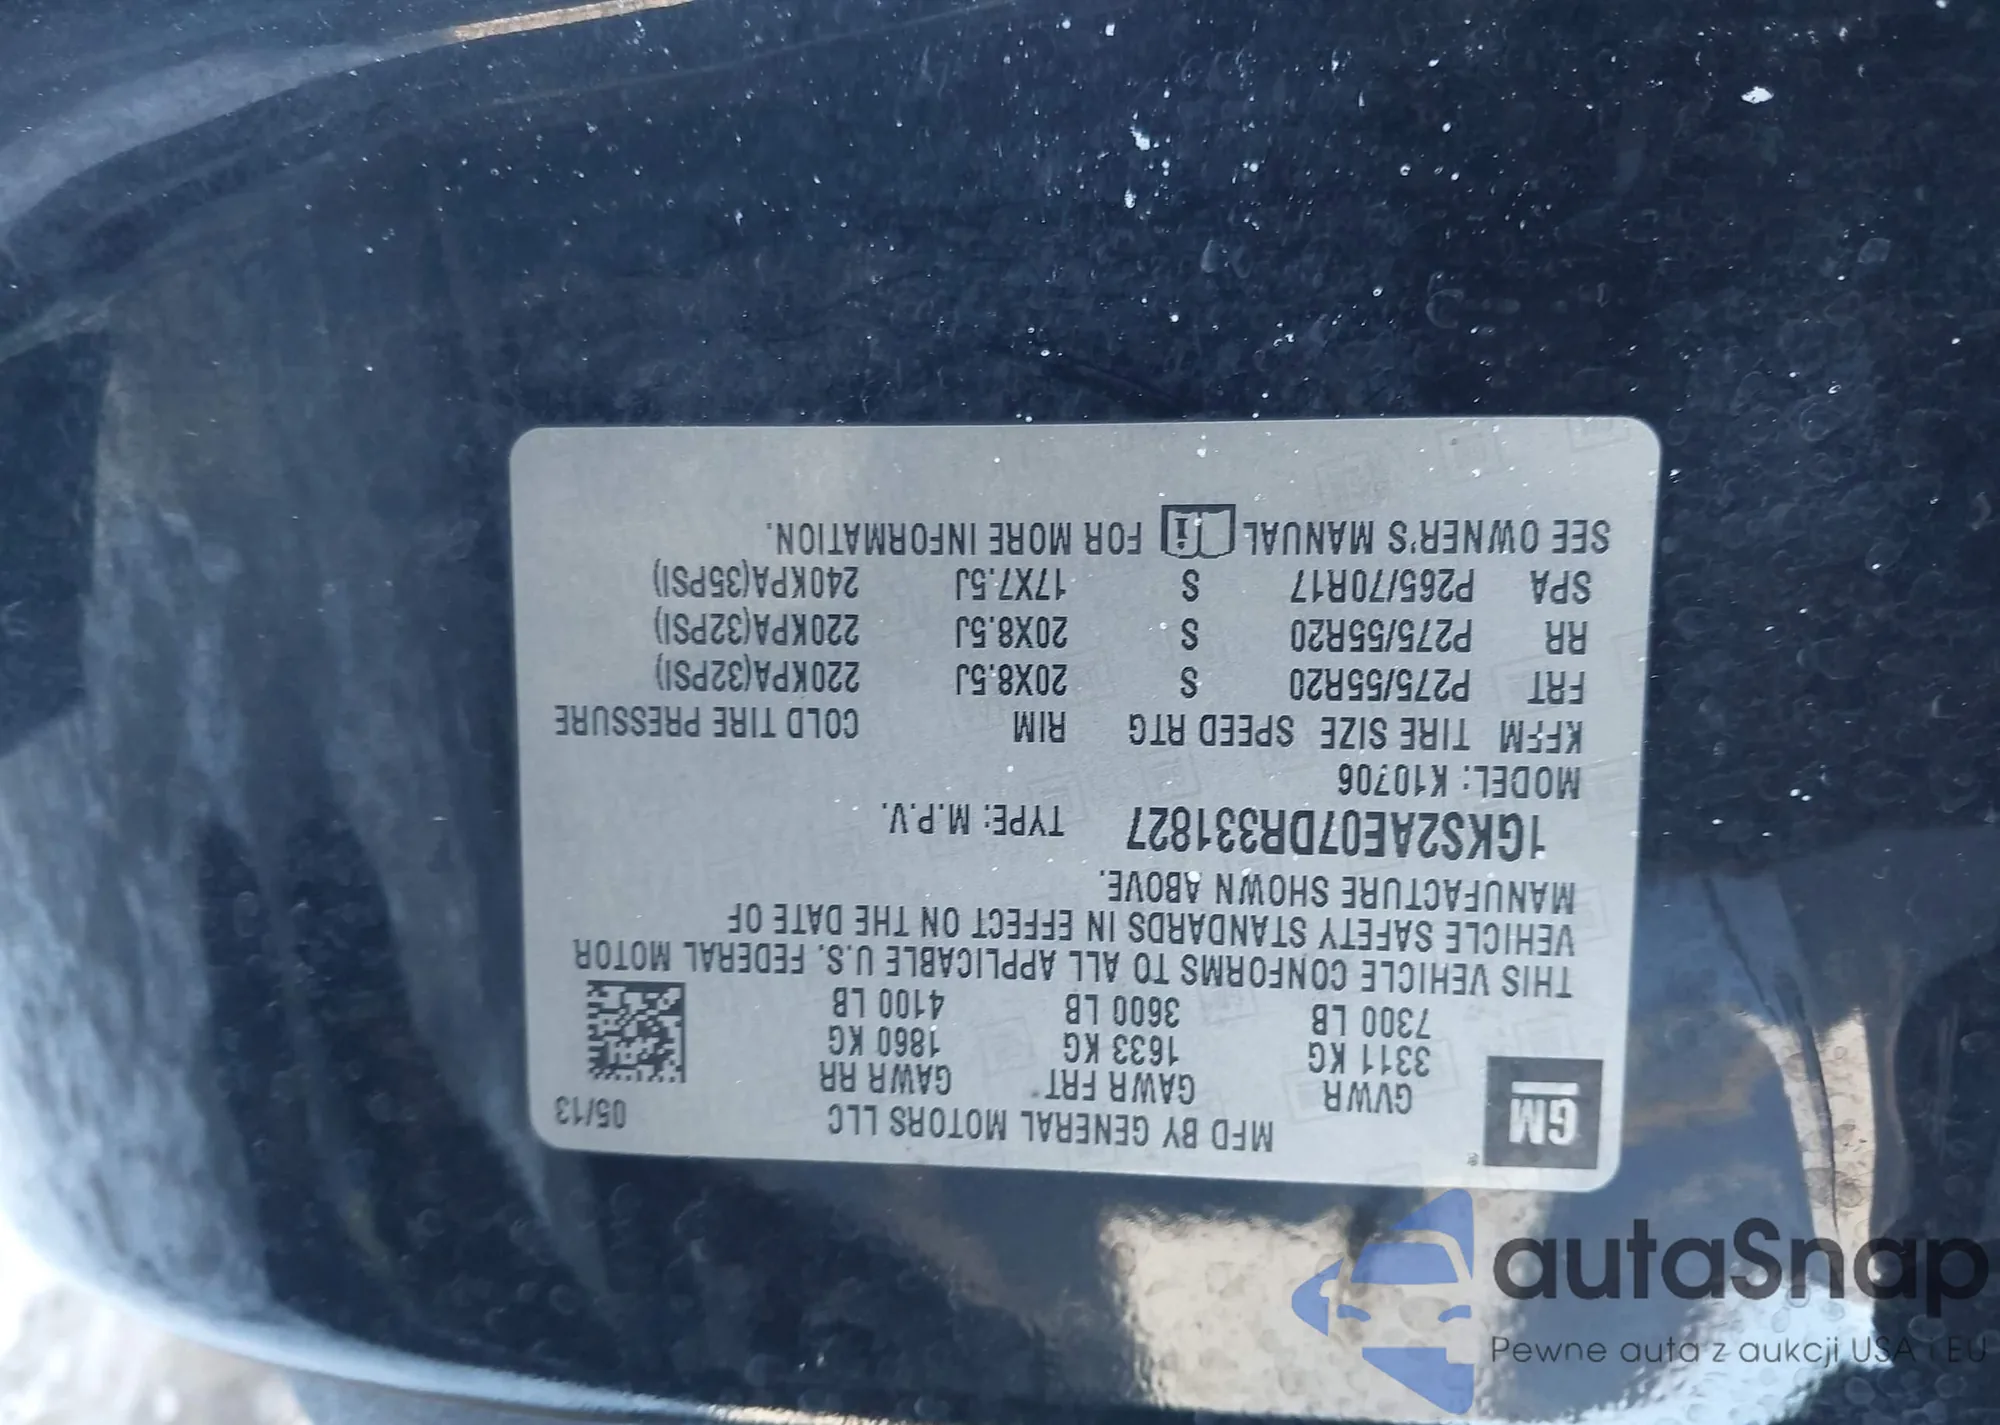 GM
MFD BY GENERAL MOTORS LLC 05/13
GVWR GAWR FRT GAWR RR
3311 KG 1633 KG 1860 KG
7300 LB 3600 LB 4100 LB
THIS VEHICLE CONFORMS TO ALL APPLICABLE U.S. FEDERAL MOTOR
VEHICLE SAFETY STANDARDS IN EFFECT ON THE DATE OF
MANUFACTURE SHOWN ABOVE.
1GKS2AE07DR331827 TYPE: M.P.V.
MODEL: K10706
KFFM TIRE SIZE SPEED RTG RIM COLD TIRE PRESSURE
FRT P275/55R20 S 20X8.5J 220KPA(32PSI)
RR P275/55R20 S 20X8.5J 220KPA(32PSI)
SPA P265/70R17 S 17X7.5J 240KPA(35PSI)
SEE OWNER'S MANUAL i FOR MORE INFORMATION.
autaSnap
Pewne auta z aukcji USA i EU